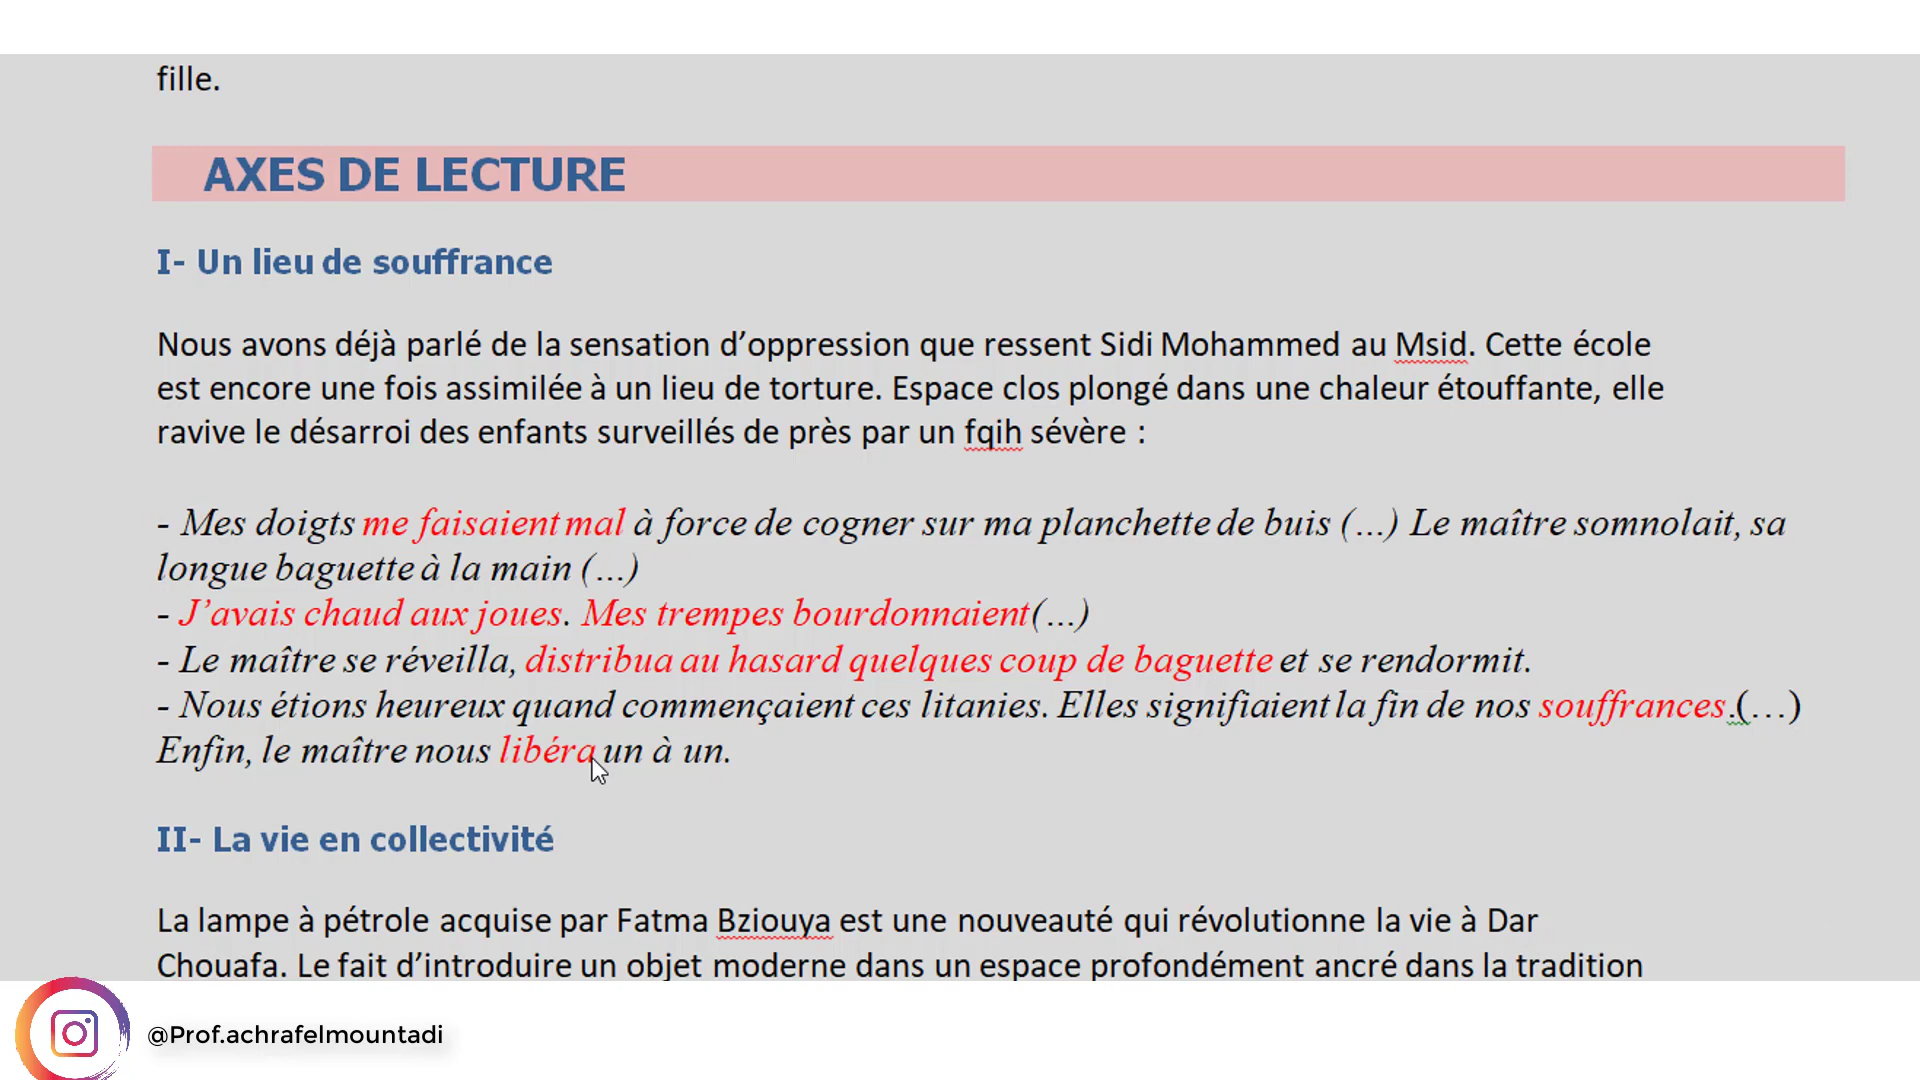 fille.
AXES DE LECTURE
I- Un lieu de souffrance
Nous avons déjà parlé de la sensation d’oppression que ressent Sidi Mohammed au Msid. Cette école
est encore une fois assimilée à un lieu de torture. Espace clos plongé dans une chaleur étouffante, elle
ravive le désarroi des enfants surveillés de près par un fqih sévère :
- Mes doigts me faisaient mal à force de cogner sur ma planchette de buis (…) Le maître somnolait, sa
longue baguette à la main (…)
- J’avais chaud aux joues. Mes trempes bourdonnaient(…)
- Le maître se réveilla, distribua au hasard quelques coup de baguette et se rendormit.
- Nous étions heureux quand commençaient ces litanies. Elles signifiaient la fin de nos souffrances.(…)
Enfin, le maître nous libéra un à un.
II- La vie en collectivité
La lampe à pétrole acquise par Fatma Bziouya est une nouveauté qui révolutionne la vie à Dar
Chouafa. Le fait d’introduire un objet moderne dans un espace profondément ancré dans la tradition
@Prof.achrafelmountadi